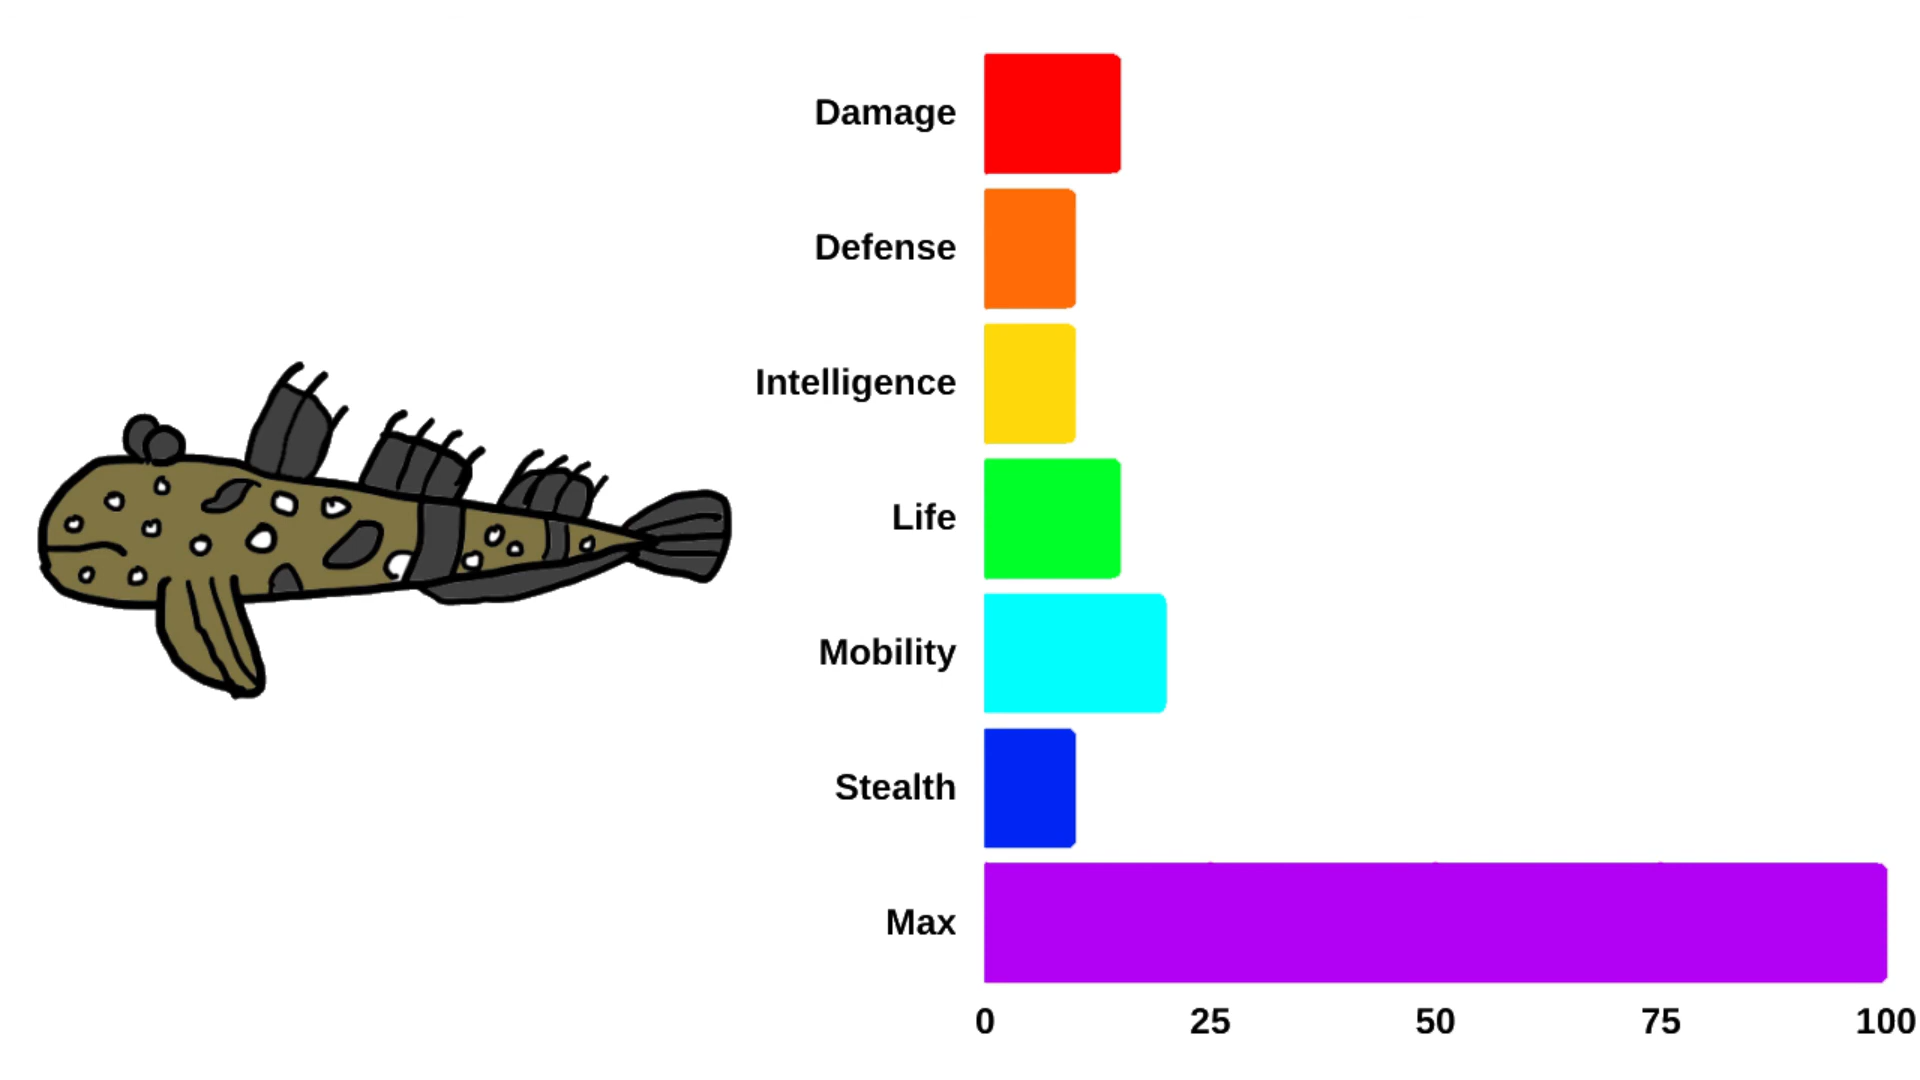 Damage
Defense
Intelligence
Life
Mobility
Stealth
Max
0 25 50 75 100